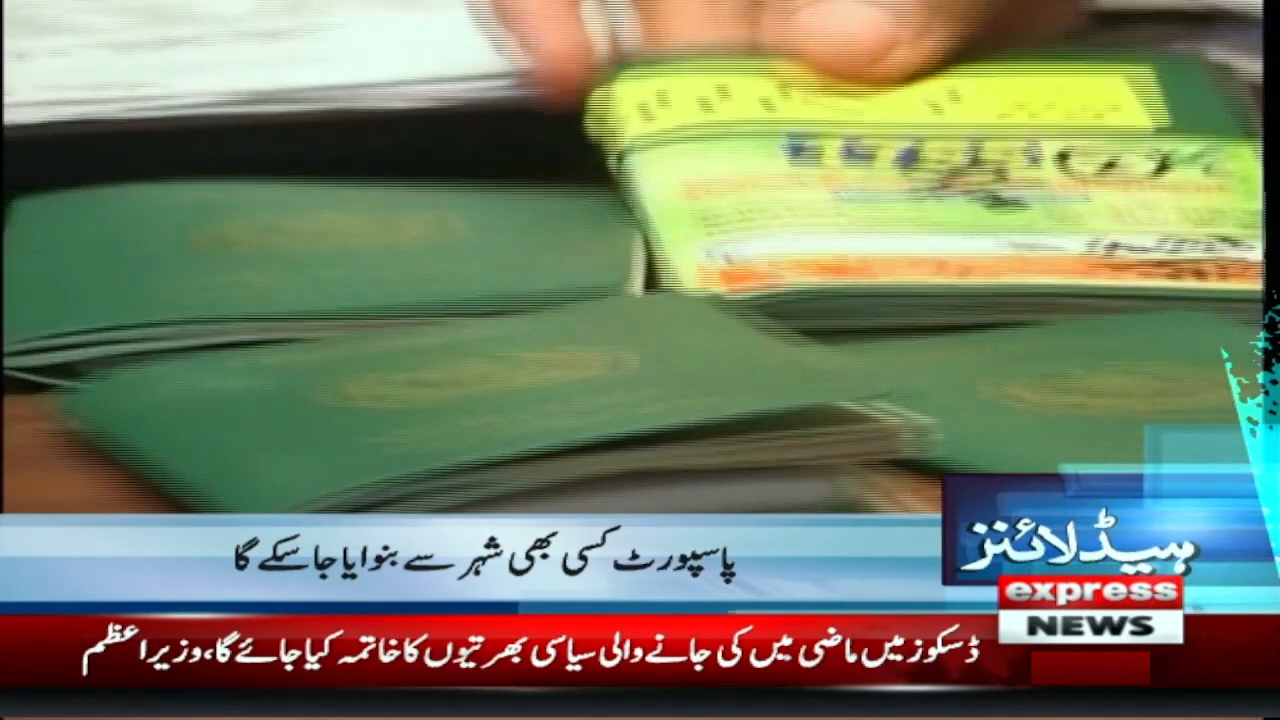 ہیڈلائنز
پاسپورٹ کسی بھی شہر سے بنوایا جاسکے گا
express
NEWS
ڈسکوز میں ماضی میں کی جانے والی سیاسی بھرتیوں کا خاتمہ کیا جائے گا، وزیراعظم